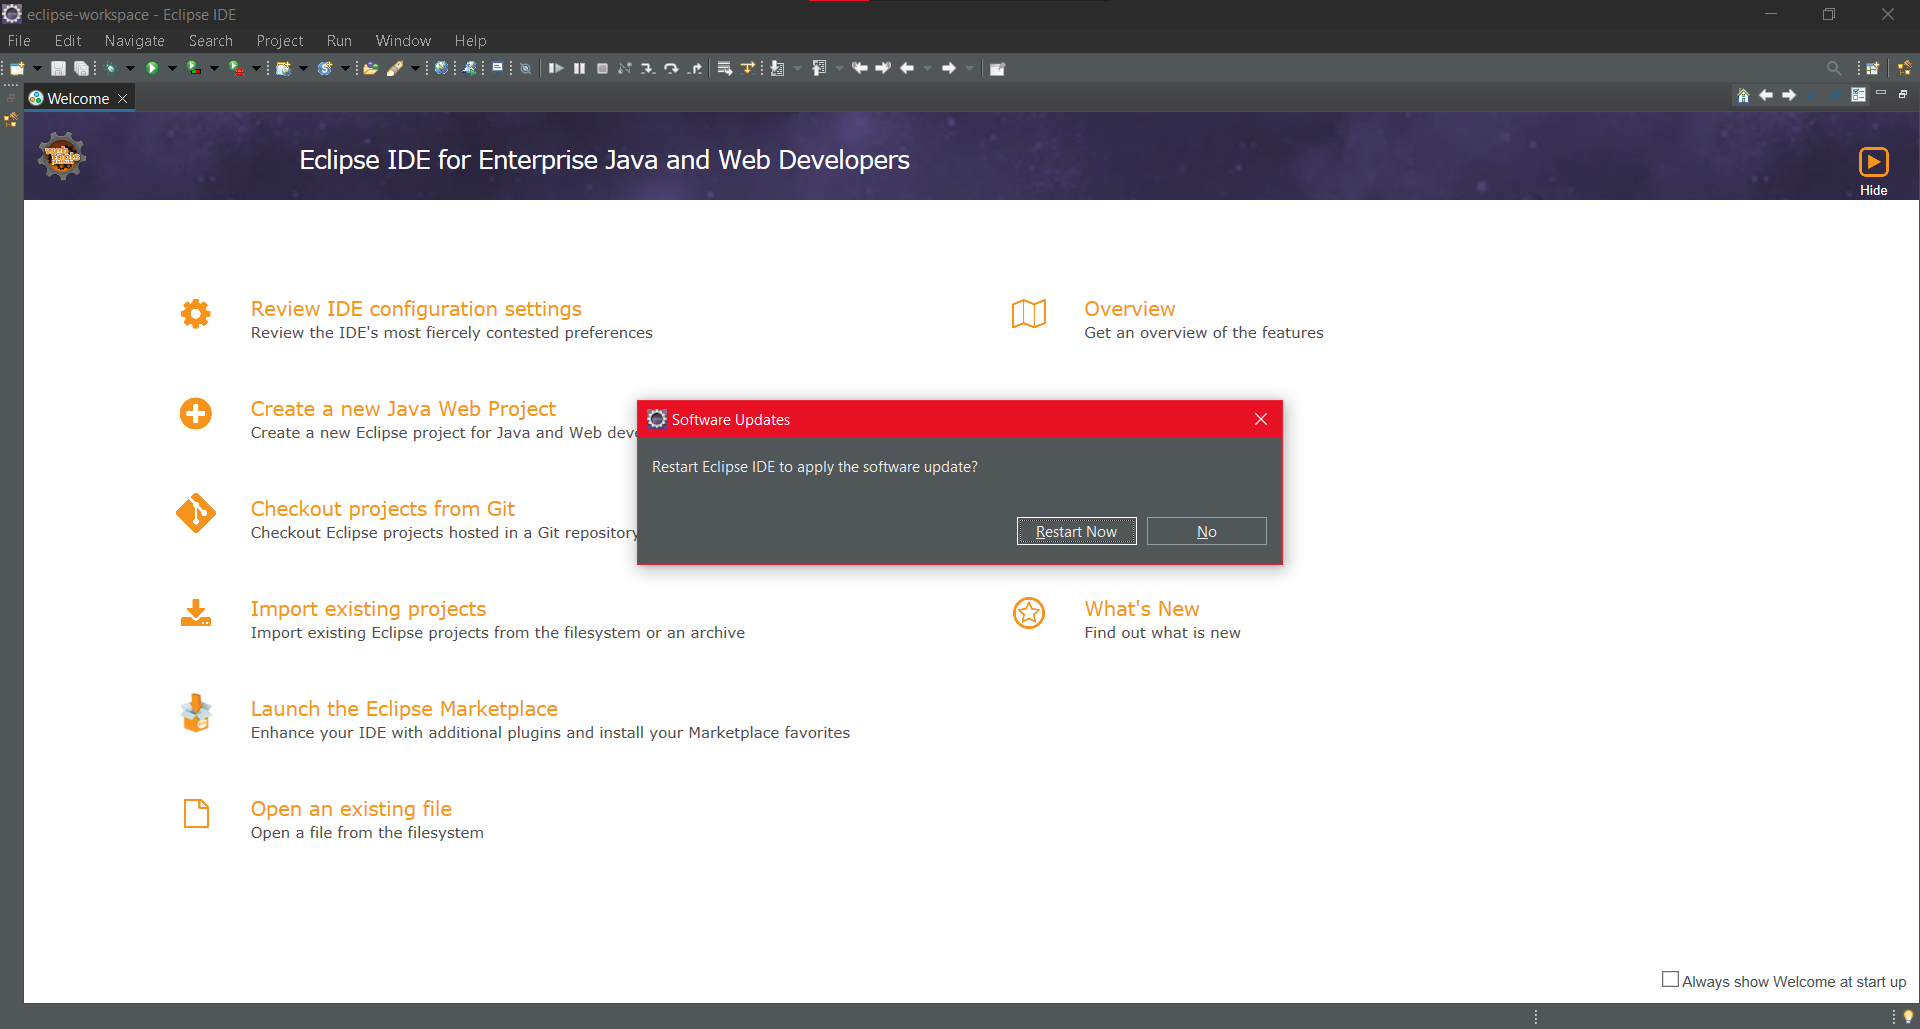 eclipse-workspace - Eclipse IDE
File Edit Navigate Search Project Run Window Help
Welcome
Eclipse IDE for Enterprise Java and Web Developers
Hide
Review IDE configuration settings
Review the IDE's most fiercely contested preferences
Overview
Get an overview of the features
Create a new Java Web Project
Create a new Eclipse project for Java and Web deve
Software Updates
Restart Eclipse IDE to apply the software update?
Restart Now
No
Checkout projects from Git
Checkout Eclipse projects hosted in a Git repository
Import existing projects
Import existing Eclipse projects from the filesystem or an archive
What's New
Find out what is new
Launch the Eclipse Marketplace
Enhance your IDE with additional plugins and install your Marketplace favorites
Open an existing file
Open a file from the filesystem
Always show Welcome at start up